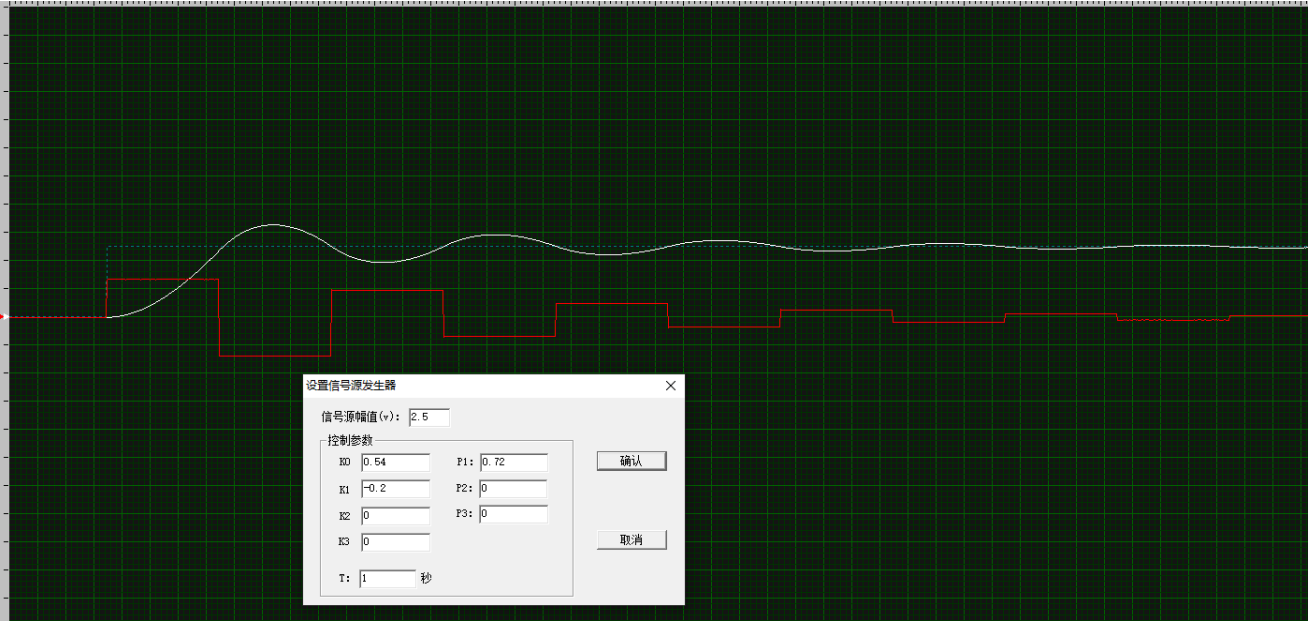 设置信号源发生器
信号源幅值(v): 2.5
控制参数
K0 0.54 P1: 0.72
K1 -0.2 P2: 0
K2 0 P3: 0
K3 0
T: 1 秒
确认
取消